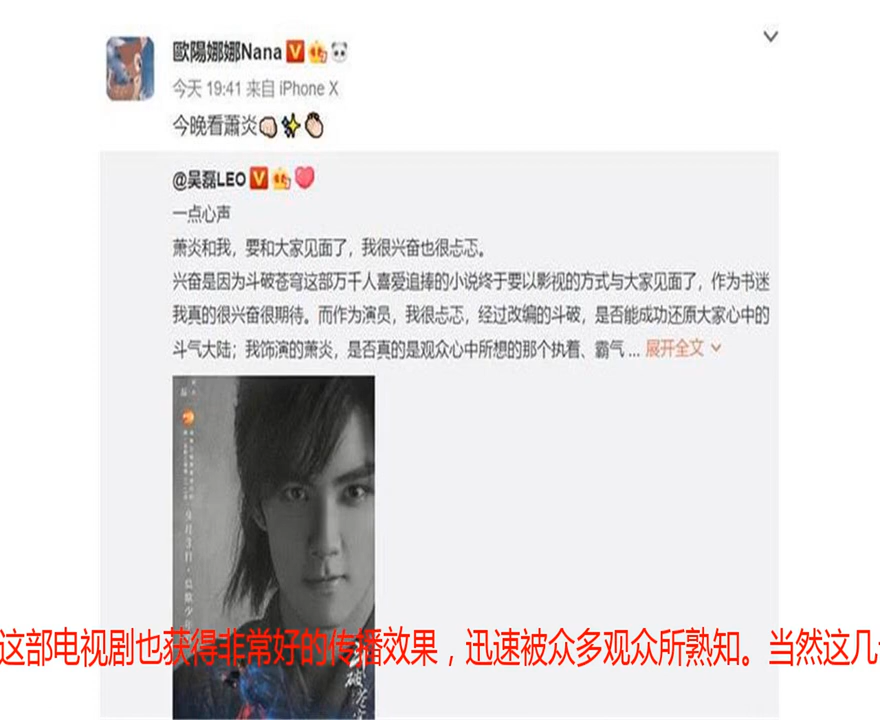 歐陽娜娜Nana
今天 19:41 来自 iPhone X
今晚看萧炎
@吴磊LEO
一点心声
萧炎和我，要和大家见面了，我很兴奋也很忐忑。
兴奋是因为斗破苍穹这部万千人喜爱追捧的小说终于要以影视的方式与大家见面了，作为书迷
我真的很兴奋很期待。而作为演员，我很忐忑，经过改编的斗破，是否能成功还原大家心中的
斗气大陆；我饰演的萧炎，是否真的是观众心中所想的那个执着、霸气 ... 展开全文
9月3日
这部电视剧也获得非常好的传播效果，迅速被众多观众所熟知。当然这几